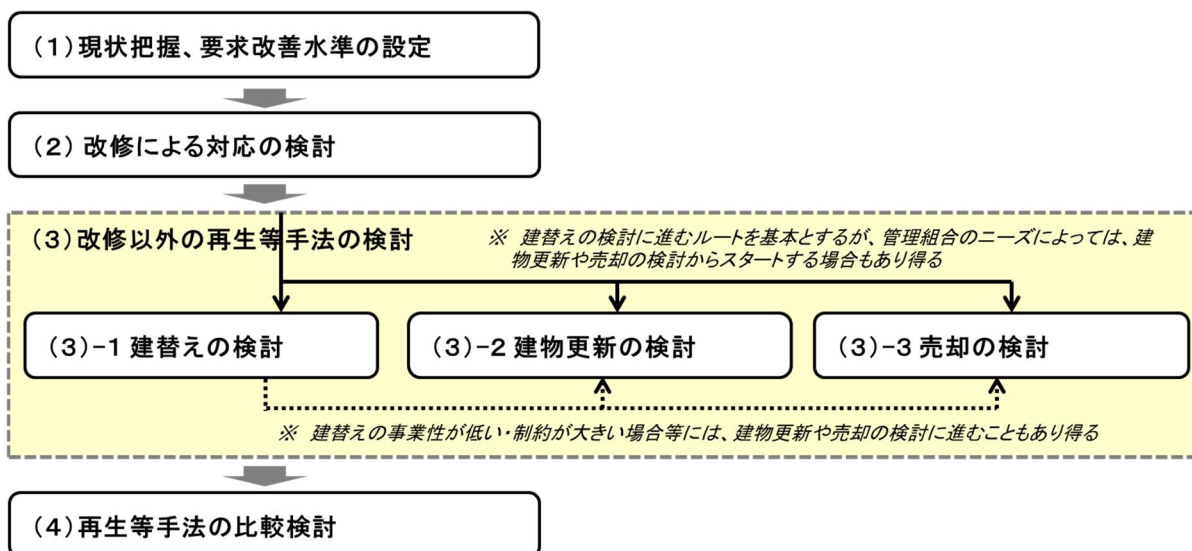 （1）現状把握、要求改善水準の設定
（2）改修による対応の検討
（3）改修以外の再生等手法の検討
※ 建替えの検討に進むルートを基本とするが、管理組合のニーズによっては、建
物更新や売却の検討からスタートする場合もあり得る
（3）-1 建替えの検討
（3）-2 建物更新の検討
（3）-3 売却の検討
※ 建替えの事業性が低い・制約が大きい場合等には、建物更新や売却の検討に進むこともあり得る
（4）再生等手法の比較検討